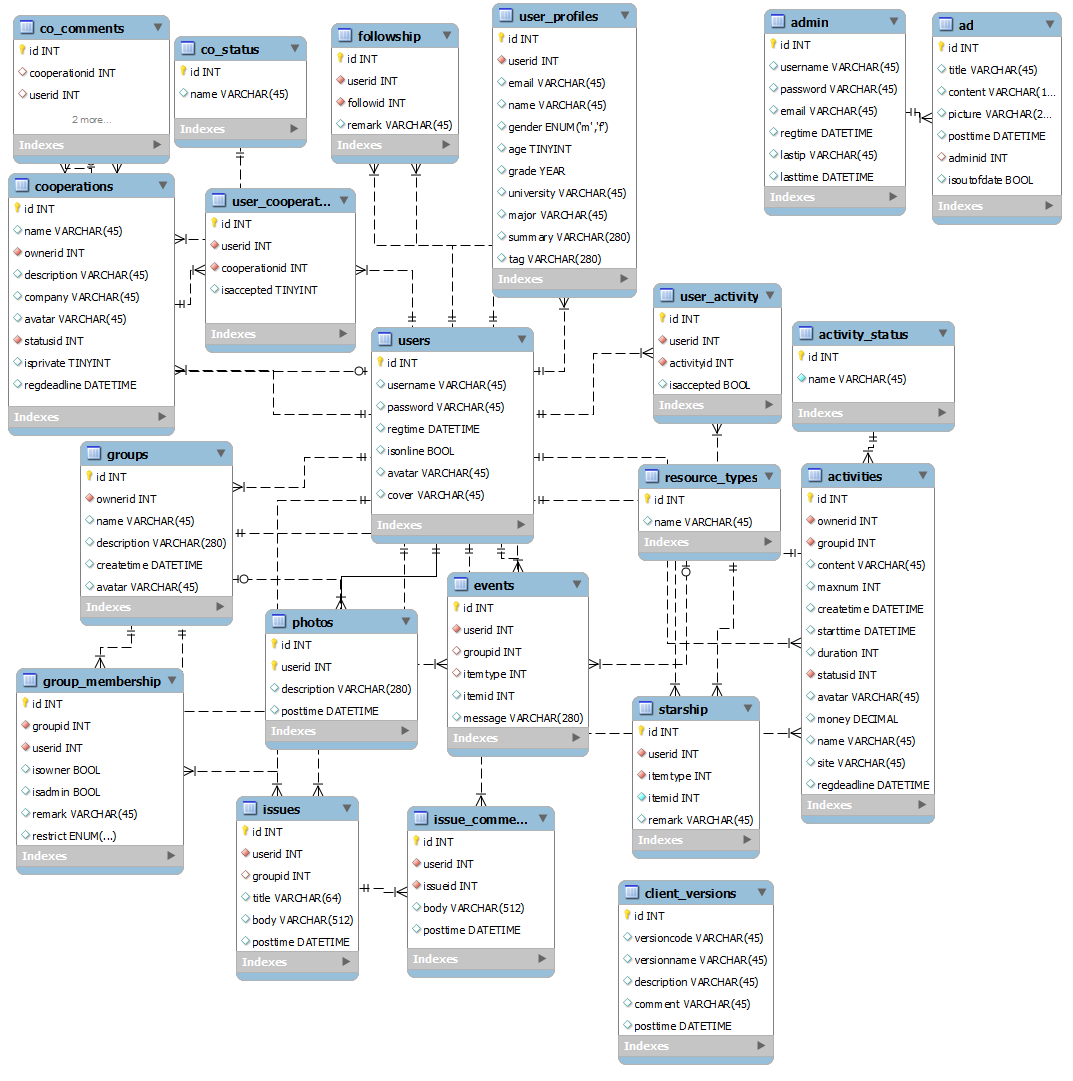 co_comments
id INT
cooperationid INT
userid INT
2 more...
Indexes
co_status
id INT
name VARCHAR(45)
Indexes
followship
id INT
userid INT
followid INT
remark VARCHAR(45)
Indexes
user_profiles
id INT
userid INT
email VARCHAR(45)
name VARCHAR(45)
gender ENUM('m','f')
age TINYINT
grade YEAR
university VARCHAR(45)
major VARCHAR(45)
summary VARCHAR(280)
tag VARCHAR(280)
Indexes
admin
id INT
username VARCHAR(45)
password VARCHAR(45)
email VARCHAR(45)
regtime DATETIME
lastip VARCHAR(45)
lasttime DATETIME
Indexes
ad
id INT
title VARCHAR(45)
content VARCHAR(1...
picture VARCHAR(2...
posttime DATETIME
adminid INT
isoutofdate BOOL
Indexes
cooperations
id INT
name VARCHAR(45)
ownerid INT
description VARCHAR(45)
company VARCHAR(45)
avatar VARCHAR(45)
statusid INT
isprivate TINYINT
regdeadline DATETIME
Indexes
user_cooperat...
id INT
userid INT
cooperationid INT
isaccepted TINYINT
Indexes
users
id INT
username VARCHAR(45)
password VARCHAR(45)
regtime DATETIME
isonline BOOL
avatar VARCHAR(45)
cover VARCHAR(45)
Indexes
user_activity
id INT
userid INT
activityid INT
isaccepted BOOL
Indexes
activity_status
id INT
name VARCHAR(45)
Indexes
groups
id INT
ownerid INT
name VARCHAR(45)
description VARCHAR(280)
createtime DATETIME
avatar VARCHAR(45)
Indexes
resource_types
id INT
name VARCHAR(45)
Indexes
activities
id INT
ownerid INT
groupid INT
content VARCHAR(45)
maxnum INT
createtime DATETIME
starttime DATETIME
duration INT
statusid INT
avatar VARCHAR(45)
money DECIMAL
name VARCHAR(45)
site VARCHAR(45)
regdeadline DATETIME
Indexes
photos
id INT
userid INT
description VARCHAR(280)
posttime DATETIME
Indexes
events
id INT
userid INT
groupid INT
itemtype INT
itemid INT
message VARCHAR(280)
Indexes
group_membership
id INT
groupid INT
userid INT
isowner BOOL
isadmin BOOL
remark VARCHAR(45)
restrict ENUM(...)
Indexes
starship
id INT
userid INT
itemtype INT
itemid INT
remark VARCHAR(45)
Indexes
issues
id INT
userid INT
groupid INT
title VARCHAR(64)
body VARCHAR(512)
posttime DATETIME
Indexes
issue_comme...
id INT
userid INT
issueid INT
body VARCHAR(512)
posttime DATETIME
Indexes
client_versions
id INT
versioncode VARCHAR(45)
versionname VARCHAR(45)
description VARCHAR(45)
comment VARCHAR(45)
posttime DATETIME
Indexes